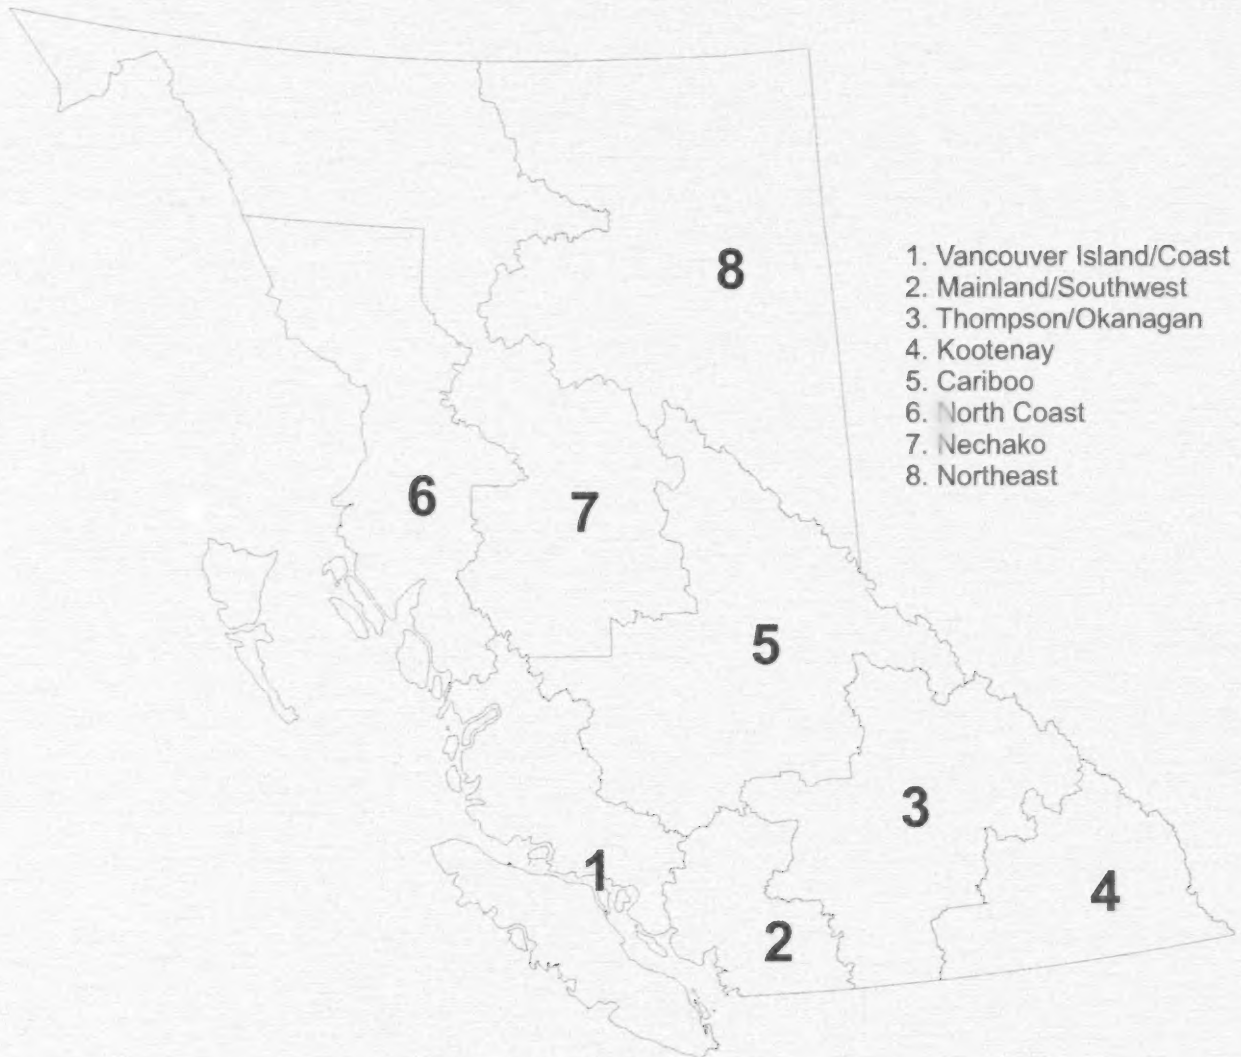 8
1. Vancouver Island/Coast
2. Mainland/Southwest
3. Thompson/Okanagan
4. Kootenay
5. Cariboo
6. North Coast
7. Nechako
8. Northeast
6
7
5
3
1
4
2